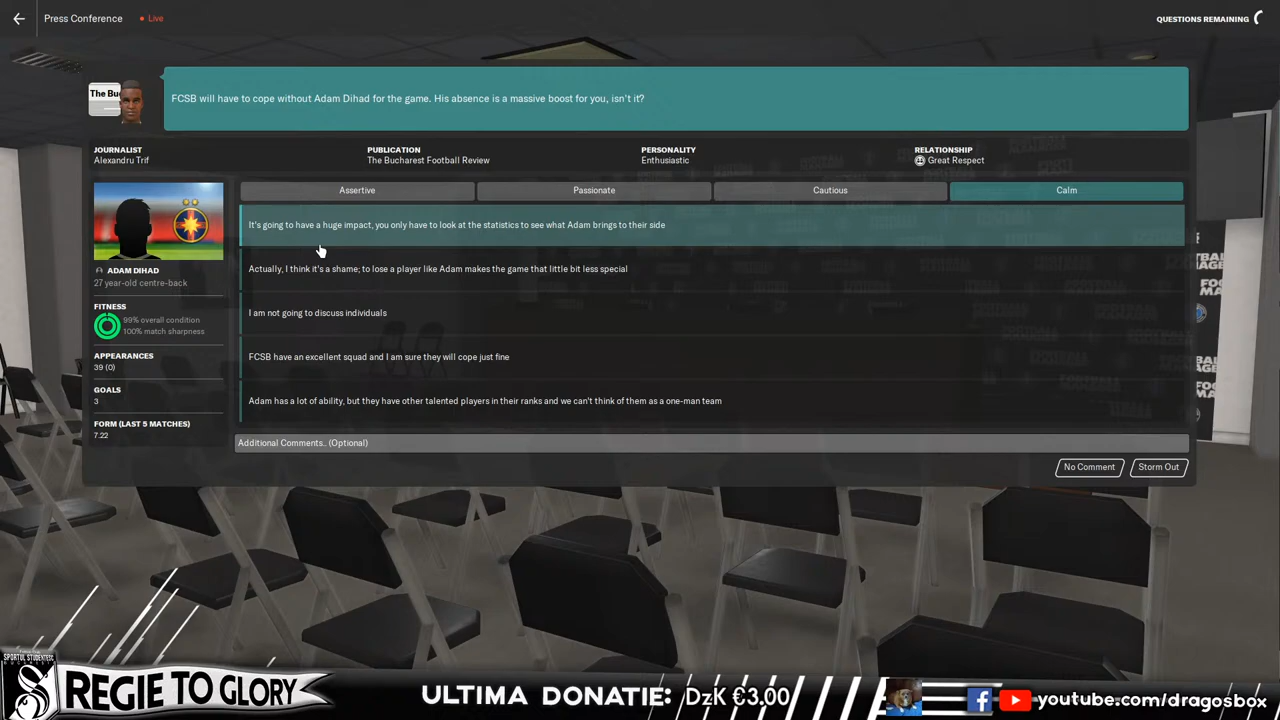 Press Conference
Live
QUESTIONS REMAINING
The Bu
FCSB will have to cope without Adam Dihad for the game. His absence is a massive boost for you, isn't it?
JOURNALIST
Alexandru Trif
PUBLICATION
The Bucharest Football Review
PERSONALITY
Enthusiastic
RELATIONSHIP
Great Respect
Assertive
Passionate
Cautious
Calm
ADAM DIHAD
27 year-old centre-back
FITNESS
99% overall condition
100% match sharpness
APPEARANCES
39 (0)
GOALS
3
FORM (LAST 5 MATCHES)
7.22
It's going to have a huge impact, you only have to look at the statistics to see what Adam brings to their side
Actually, I think it's a shame; to lose a player like Adam makes the game that little bit less special
I am not going to discuss individuals
FCSB have an excellent squad and I am sure they will cope just fine
Adam has a lot of ability, but they have other talented players in their ranks and we can't think of them as a one-man team
Additional Comments.. (Optional)
No Comment
Storm Out
SPORTUL STUDENTESC
REGIE TO GLORY
ULTIMA DONATIE: DzK €3.00
youtube.com/dragosbox